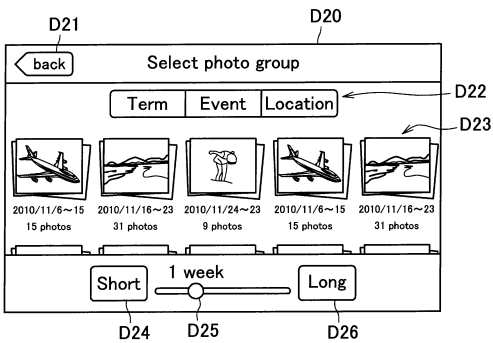 D21
D20
back
Select photo group
Term
Event
Location
D22
D23
2010/11/6~15
2010/11/16~23
2010/11/24~23
2010/11/6~15
2010/11/16~23
15 photos
31 photos
9 photos
15 photos
31 photos
Short
1 week
Long
D24
D25
D26